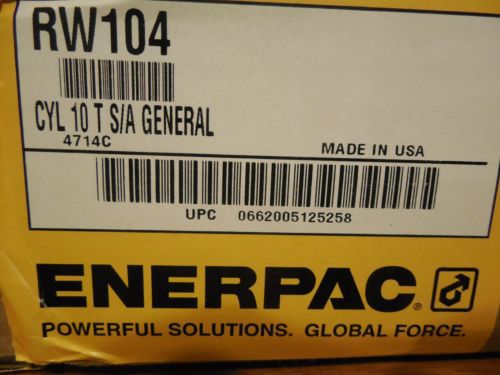 RW104
CYL 10 T S/A GENERAL
4714C
MADE IN USA
UPC 0662005125258
ENERPAC®
POWERFUL SOLUTIONS. GLOBAL FORCE.